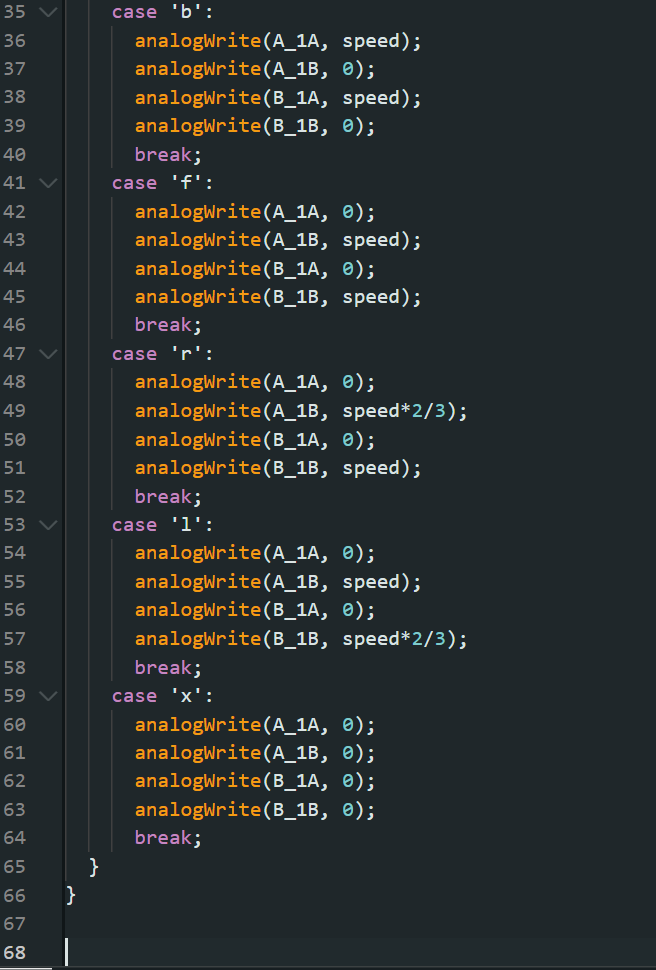 35 case 'b':
36 analogWrite(A_1A, speed);
37 analogWrite(A_1B, 0);
38 analogWrite(B_1A, speed);
39 analogWrite(B_1B, 0);
40 break;
41 case 'f':
42 analogWrite(A_1A, 0);
43 analogWrite(A_1B, speed);
44 analogWrite(B_1A, 0);
45 analogWrite(B_1B, speed);
46 break;
47 case 'r':
48 analogWrite(A_1A, 0);
49 analogWrite(A_1B, speed*2/3);
50 analogWrite(B_1A, 0);
51 analogWrite(B_1B, speed);
52 break;
53 case 'l':
54 analogWrite(A_1A, 0);
55 analogWrite(A_1B, speed);
56 analogWrite(B_1A, 0);
57 analogWrite(B_1B, speed*2/3);
58 break;
59 case 'x':
60 analogWrite(A_1A, 0);
61 analogWrite(A_1B, 0);
62 analogWrite(B_1A, 0);
63 analogWrite(B_1B, 0);
64 break;
65 }
66 }
67
68